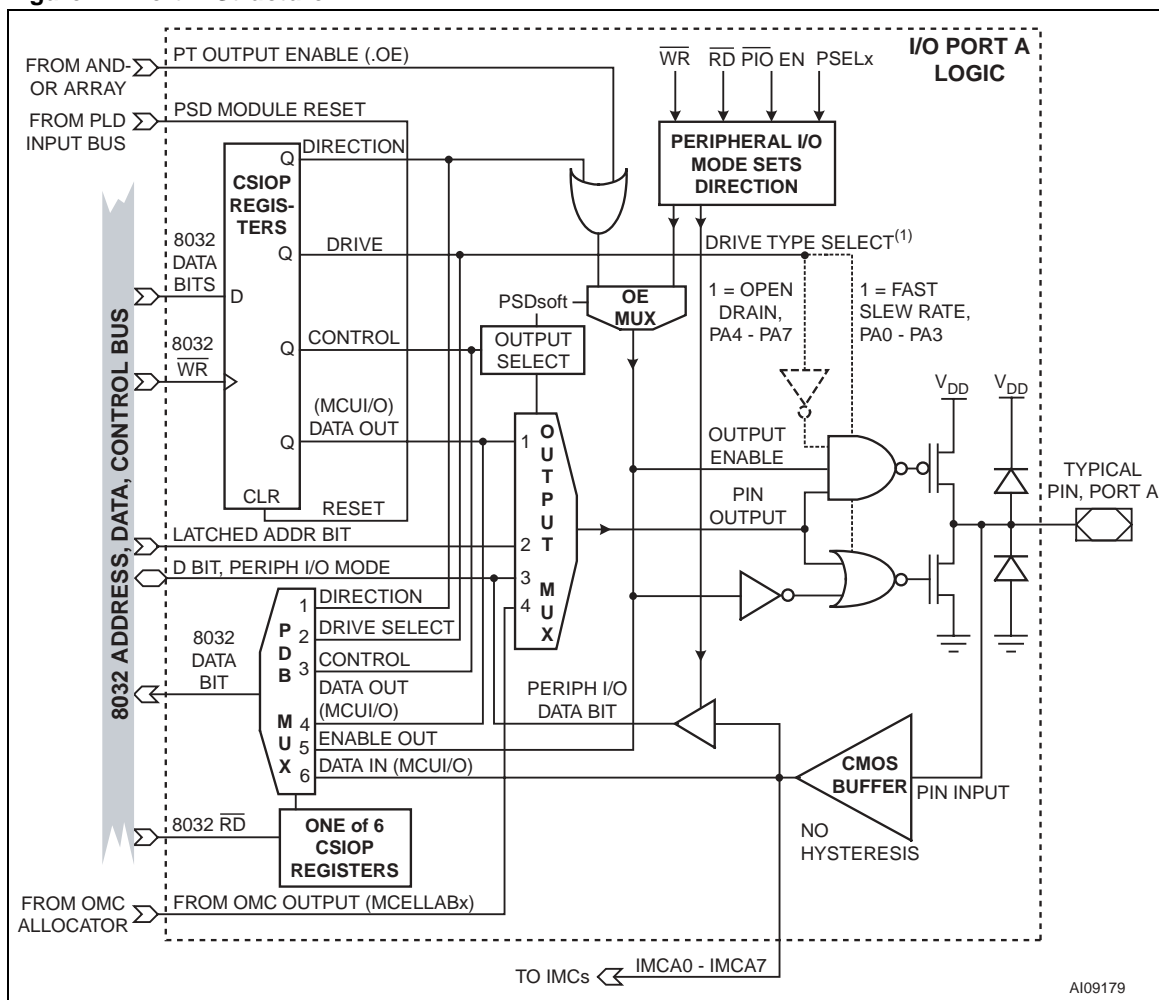 FROM AND-
OR ARRAY
PT OUTPUT ENABLE (.OE)
FROM PLD
INPUT BUS
PSD MODULE RESET
I/O PORT A
LOGIC
WR
RD
PIO EN
PSELx
PERIPHERAL I/O
MODE SETS
DIRECTION
8032 ADDRESS, DATA, CONTROL BUS
8032
DATA
BITS
8032
WR
CSIOP
REGIS-
TERS
D
CLR
Q
DIRECTION
Q
DRIVE
Q
CONTROL
Q
(MCUI/O)
DATA OUT
RESET
DRIVE TYPE SELECT(1)
1 = OPEN
DRAIN,
PA4 - PA7
1 = FAST
SLEW RATE,
PA0 - PA3
PSDsoft
OE
MUX
OUTPUT
SELECT
OUTPUT MUX
1
2
3
4
OUTPUT
ENABLE
PIN
OUTPUT
VDD
VDD
TYPICAL
PIN, PORT A
LATCHED ADDR BIT
D BIT, PERIPH I/O MODE
8032
DATA
BIT
PDB MUX
1 DIRECTION
2 DRIVE SELECT
3 CONTROL
DATA OUT
4 (MCUI/O)
5 ENABLE OUT
6 DATA IN (MCUI/O)
PERIPH I/O
DATA BIT
CMOS
BUFFER
PIN INPUT
NO
HYSTERESIS
8032 RD
ONE of 6
CSIOP
REGISTERS
FROM OMC
ALLOCATOR
FROM OMC OUTPUT (MCELLABx)
TO IMCs
IMCA0 - IMCA7
AI09179